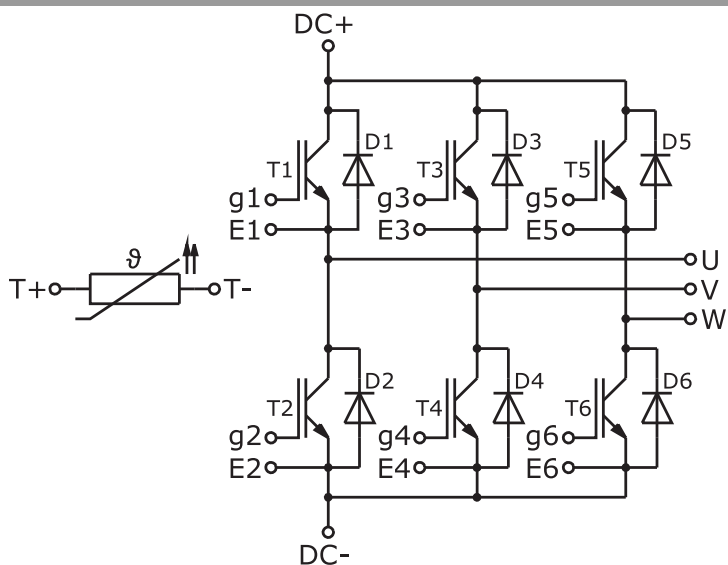 DC+
T1 D1 T3 D3 T5 D5
g1 g3 g5
E1 E3 E5
ϑ
T+ T-
U
V
W
T2 D2 T4 D4 T6 D6
g2 g4 g6
E2 E4 E6
DC-